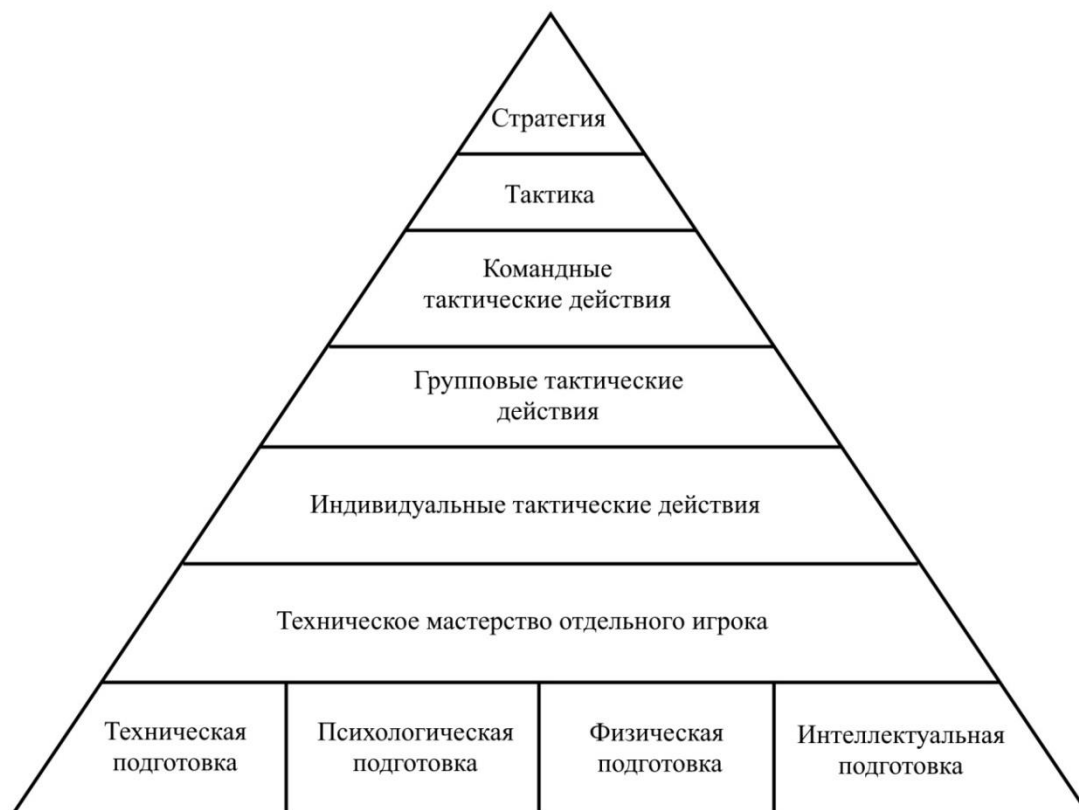 Стратегия
Тактика
Командные
тактические действия
Групповые тактические
действия
Индивидуальные тактические действия
Техническое мастерство отдельного игрока
Техническая
подготовка
Психологическая
подготовка
Физическая
подготовка
Интеллектуальная
подготовка